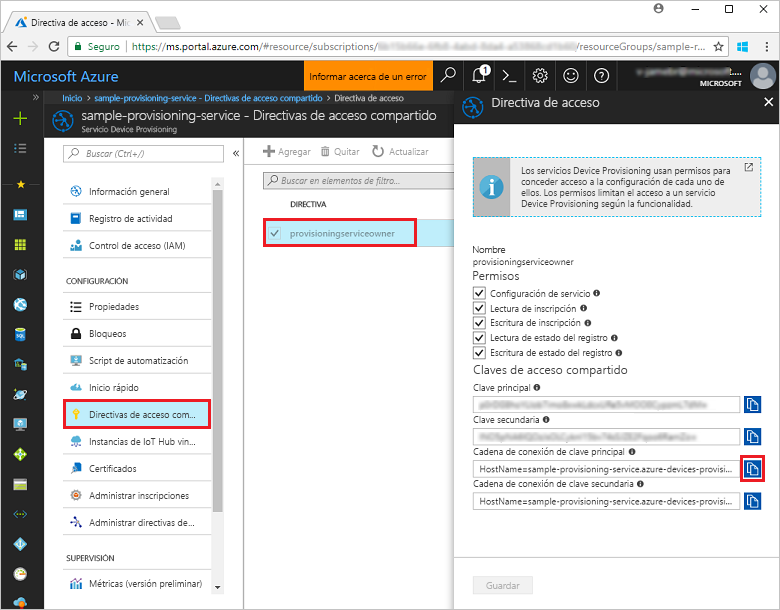 Directiva de acceso - Mi
Seguro
https://ms.portal.azure.com/#resource/subscriptions/
/resourceGroups/sample-r...
Microsoft Azure
Informar acerca de un error
1
MICROSOFT
Inicio > sample-provisioning-service - Directivas de acceso compartido > Directiva de acceso
sample-provisioning-service - Directivas de acceso compartido
Servicio Device Provisioning
Buscar (Ctrl+/)
Información general
Registro de actividad
Control de acceso (IAM)
CONFIGURACIÓN
Propiedades
Bloqueos
Script de automatización
Inicio rápido
Directivas de acceso com...
Instancias de IoT Hub vin...
Certificados
Administrar inscripciones
Administrar directivas de...
SUPERVISIÓN
Métricas (versión preliminar)
Agregar
Quitar
Actualizar
Buscar en elementos de filtro...
DIRECTIVA
provisioningserviceowner
Directiva de acceso
Los servicios Device Provisioning usan permisos para
conceder acceso a la configuración de cada uno de
ellos. Los permisos limitan el acceso a un servicio
Device Provisioning según la funcionalidad.
Nombre
provisioningserviceowner
Permisos
Configuración de servicio
Lectura de inscripción
Escritura de inscripción
Lectura de estado del registro
Escritura de estado del registro
Claves de acceso compartido
Clave principal
Clave secundaria
Cadena de conexión de clave principal
HostName=sample-provisioning-service.azure-devices-provisi...
Cadena de conexión de clave secundaria
HostName=sample-provisioning-service.azure-devices-provisi...
Guardar